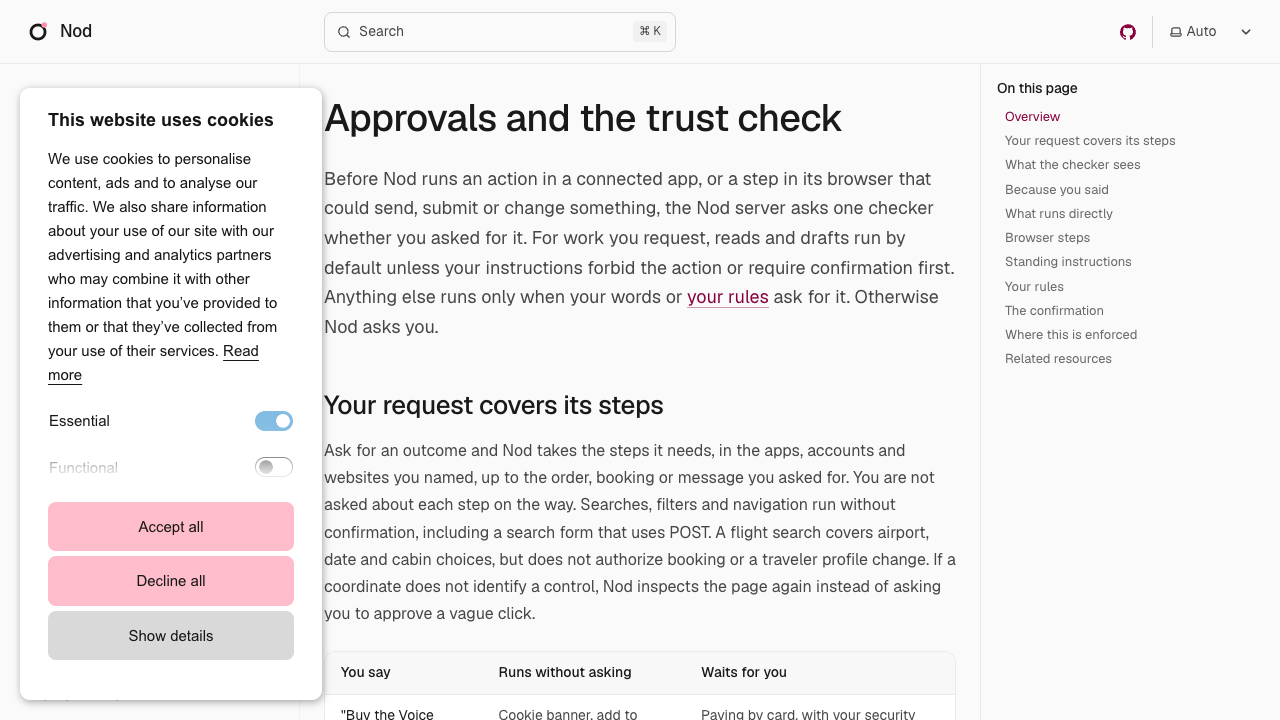 Nod
Search
⌘ K
Auto
This website uses cookies
We use cookies to personalise
content, ads and to analyse our
traffic. We also share information
about your use of our site with our
advertising and analytics partners
who may combine it with other
information that you’ve provided to
them or that they’ve collected from
your use of their services. Read
more
Essential
Functional
Accept all
Decline all
Show details
Approvals and the trust check
Before Nod runs an action in a connected app, or a step in its browser that
could send, submit or change something, the Nod server asks one checker
whether you asked for it. For work you request, reads and drafts run by
default unless your instructions forbid the action or require confirmation first.
Anything else runs only when your words or your rules ask for it. Otherwise
Nod asks you.
Your request covers its steps
Ask for an outcome and Nod takes the steps it needs, in the apps, accounts and
websites you named, up to the order, booking or message you asked for. You are not
asked about each step on the way. Searches, filters and navigation run without
confirmation, including a search form that uses POST. A flight search covers airport,
date and cabin choices, but does not authorize booking or a traveler profile change. If a
coordinate does not identify a control, Nod inspects the page again instead of asking
you to approve a vague click.
You say
Runs without asking
Waits for you
"Buy the Voice
Cookie banner, add to
Paying by card, with your security
On this page
Overview
Your request covers its steps
What the checker sees
Because you said
What runs directly
Browser steps
Standing instructions
Your rules
The confirmation
Where this is enforced
Related resources